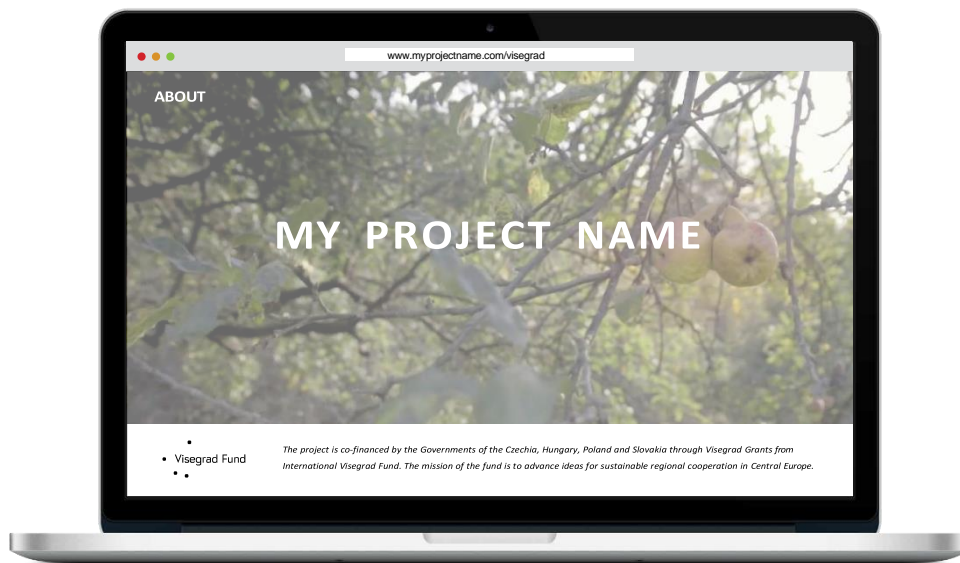 www.myprojectname.com/visegrad
ABOUT
MY PROJECT NAME
Visegrad Fund
The project is co-financed by the Governments of the Czechia, Hungary, Poland and Slovakia through Visegrad Grants from
International Visegrad Fund. The mission of the fund is to advance ideas for sustainable regional cooperation in Central Europe.